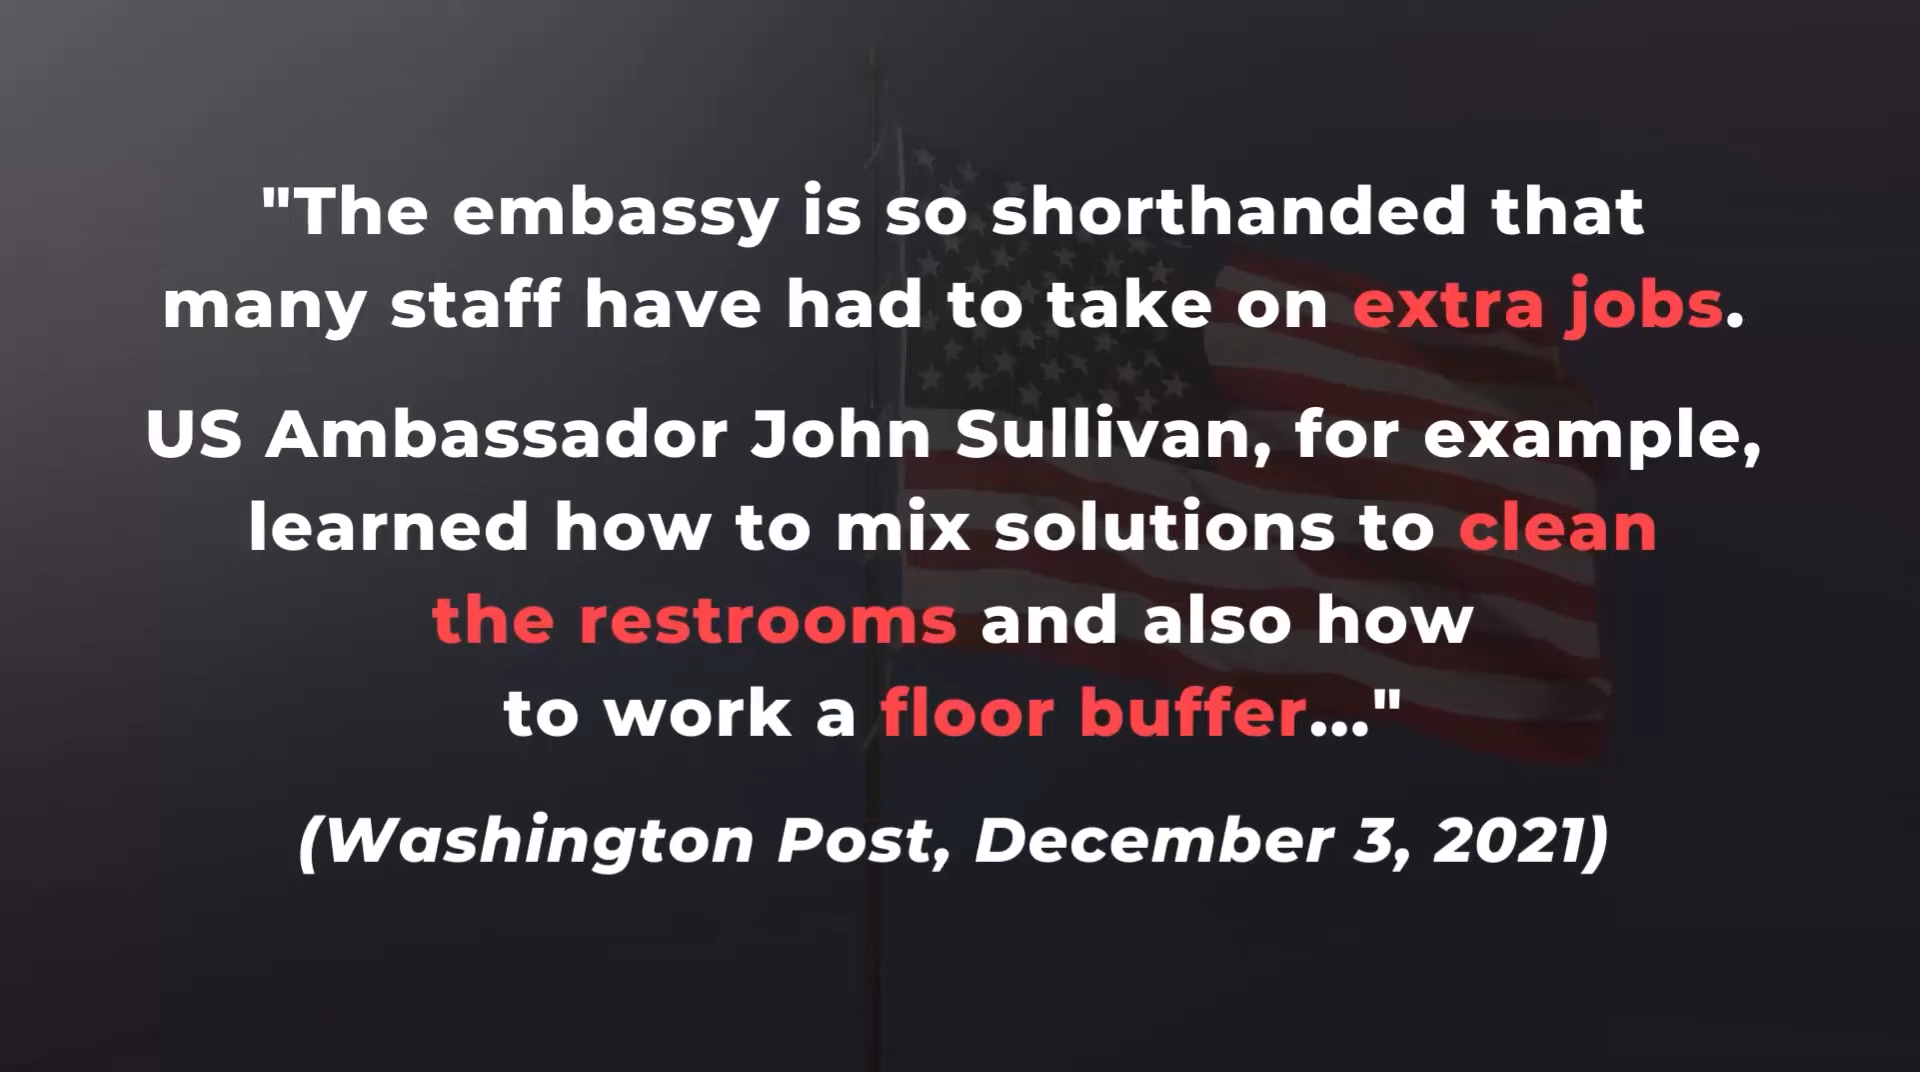 "The embassy is so shorthanded that
many staff have had to take on extra jobs.
US Ambassador John Sullivan, for example,
learned how to mix solutions to clean
the restrooms and also how
to work a floor buffer..."
(Washington Post, December 3, 2021)